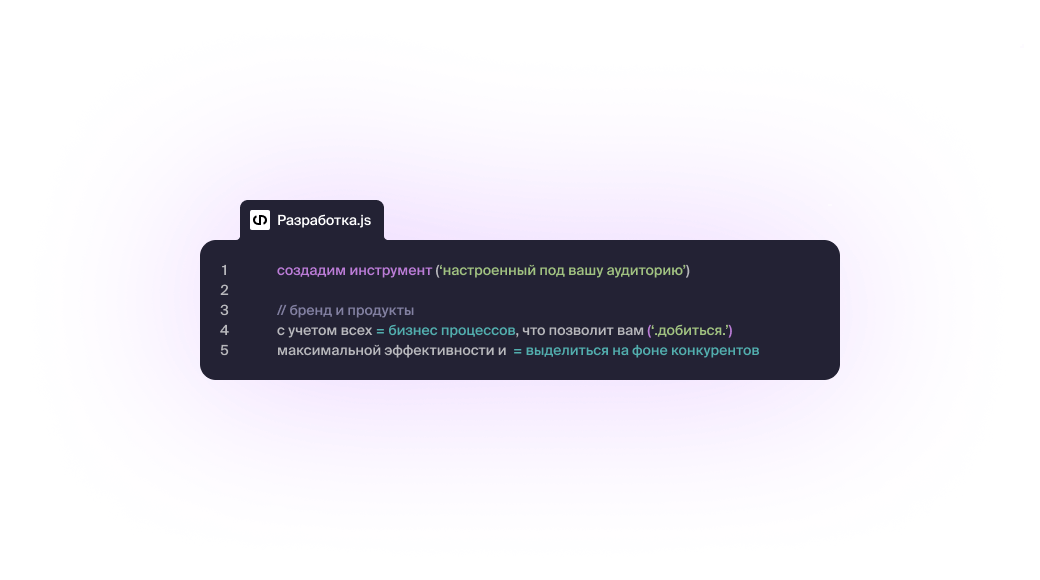 Разработка.js
1 создадим инструмент (‘настроенный под вашу аудиторию’)
2
3 // бренд и продукты
4 с учетом всех = бизнес процессов, что позволит вам (‘.добиться.’)
5 максимальной эффективности и = выделиться на фоне конкурентов